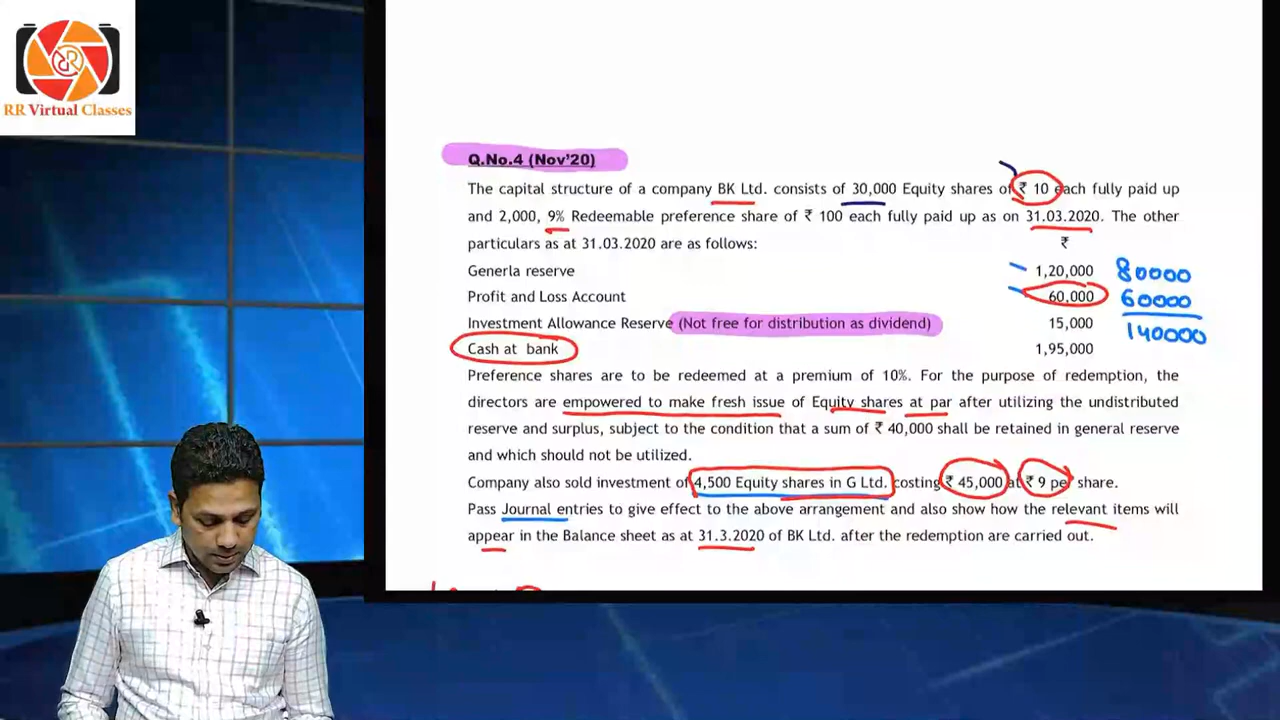 RR Virtual Classes
Q.No.4 (Nov'20)
The capital structure of a company BK Ltd. consists of 30,000 Equity shares of ₹ 10 each fully paid up
and 2,000, 9% Redeemable preference share of ₹ 100 each fully paid up as on 31.03.2020. The other
particulars as at 31.03.2020 are as follows:
₹
Generla reserve 1,20,000 80000
Profit and Loss Account 60,000 60000
Investment Allowance Reserve (Not free for distribution as dividend) 15,000 140000
Cash at bank 1,95,000
Preference shares are to be redeemed at a premium of 10%. For the purpose of redemption, the
directors are empowered to make fresh issue of Equity shares at par after utilizing the undistributed
reserve and surplus, subject to the condition that a sum of ₹ 40,000 shall be retained in general reserve
and which should not be utilized.
Company also sold investment of 4,500 Equity shares in G Ltd. costing ₹ 45,000 at ₹ 9 per share.
Pass Journal entries to give effect to the above arrangement and also show how the relevant items will
appear in the Balance sheet as at 31.3.2020 of BK Ltd. after the redemption are carried out.